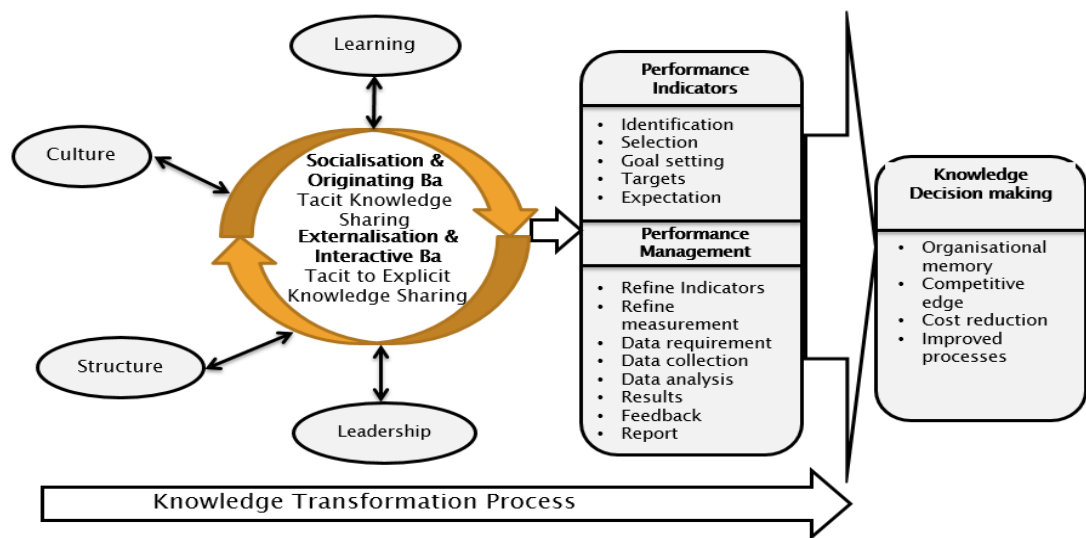 Learning
Culture
Socialisation &
Originating Ba
Tacit Knowledge
Sharing
Externalisation &
Interactive Ba
Tacit to Explicit
Knowledge Sharing
Structure
Leadership
Performance
Indicators
• Identification
• Selection
• Goal setting
• Targets
• Expectation
Performance
Management
• Refine Indicators
• Refine
measurement
• Data requirement
• Data collection
• Data analysis
• Results
• Feedback
• Report
Knowledge
Decision making
• Organisational
memory
• Competitive
edge
• Cost reduction
• Improved
processes
Knowledge Transformation Process